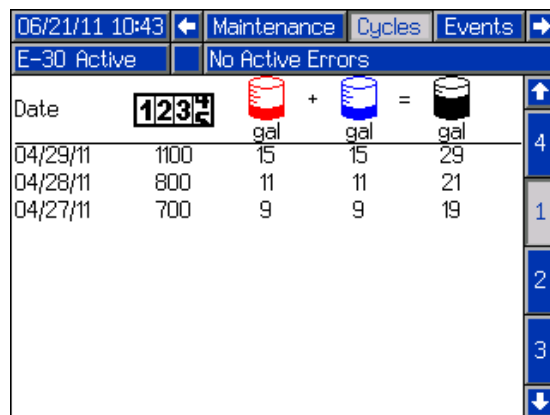 06/21/11 10:43 Maintenance Cycles Events
E-30 Active No Active Errors
Date + =
gal gal gal
04/29/11 1100 15 15 29
04/28/11 800 11 11 21
04/27/11 700 9 9 19
4
1
2
3